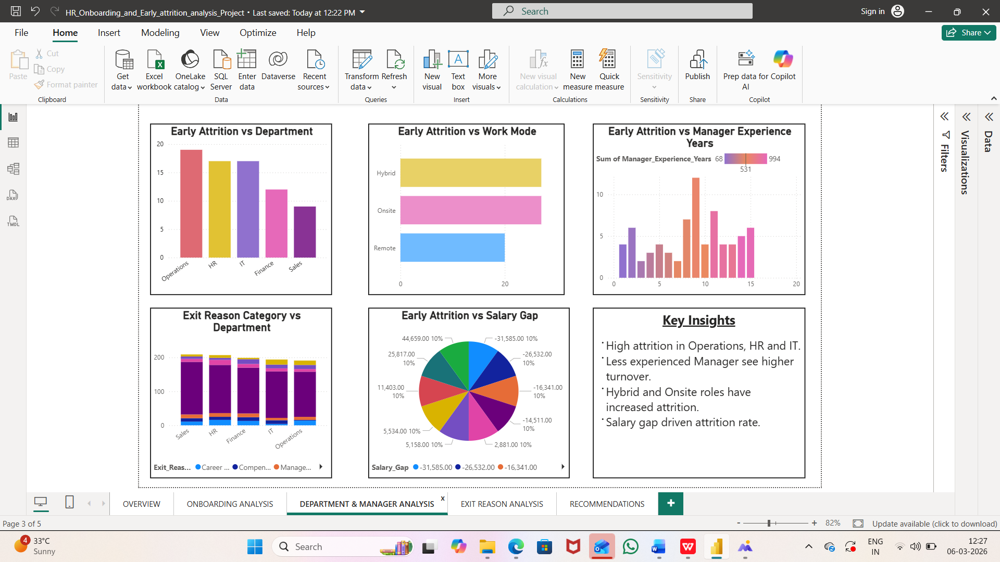 HR_Onboarding_and_Early_attrition_analysis_Project • Last saved: Today at 12:22 PM
Search
Sign in
File
Home
Insert
Modeling
View
Optimize
Help
Share
Paste
Cut
Copy
Format painter
Clipboard
Get data
Excel workbook
OneLake catalog
SQL Server
Enter data
Dataverse
Recent sources
Data
Transform data
Refresh
Queries
New visual
Text box
More visuals
Insert
New visual calculation
New measure
Quick measure
Calculations
Sensitivity
Sensitivity
Publish
Share
Prep data for AI
Copilot
Copilot
DAX
TMDL
Early Attrition vs Department
20
15
10
5
0
Operations
HR
IT
Finance
Sales
Early Attrition vs Work Mode
Hybrid
Onsite
Remote
0
20
Early Attrition vs Manager Experience
Years
Sum of Manager_Experience_Years 68 994
531
10
5
0
0
5
10
15
20
Filters
Visualizations
Data
Exit Reason Category vs
Department
200
100
0
Sales
HR
Finance
IT
Operations
Exit_Reas... Career ... Compen... Manage...
Early Attrition vs Salary Gap
44,659.00 10%
-31,585.00 10%
25,817.00
10%
-26,532.00
10%
11,403.00
10%
-16,341.00
10%
-14,511.00
10%
5,534.00 10%
5,158.00 10%
2,881.00 10%
Salary_Gap -31,585.00 -26,532.00 -16,341.00
Key Insights
• High attrition in Operations, HR and IT.
• Less experienced Manager see higher
turnover.
• Hybrid and Onsite roles have
increased attrition.
• Salary gap driven attrition rate.
OVERVIEW
ONBOARDING ANALYSIS
DEPARTMENT & MANAGER ANALYSIS
x
EXIT REASON ANALYSIS
RECOMMENDATIONS
+
Page 3 of 5
- + 82%
Update available (click to download)
4
33°C
Sunny
Search
ENG
IN
12:27
06-03-2026